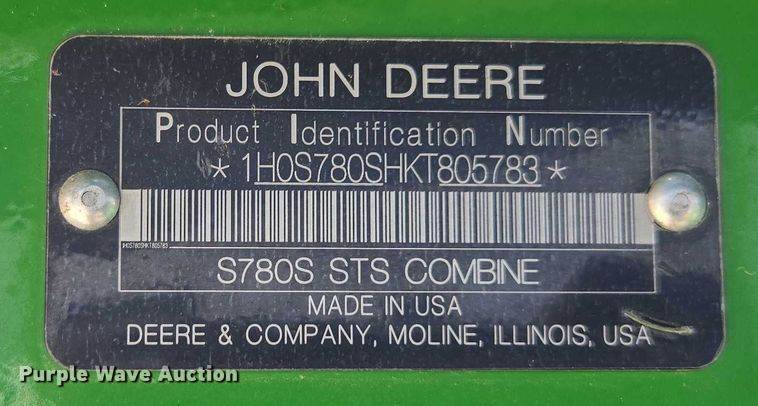 JOHN DEERE
Product Identification Number
*1H0S780SHKT805783*
1H0S780SHKT805783
S780S STS COMBINE
MADE IN USA
DEERE & COMPANY, MOLINE, ILLINOIS, USA
Purple Wave Auction